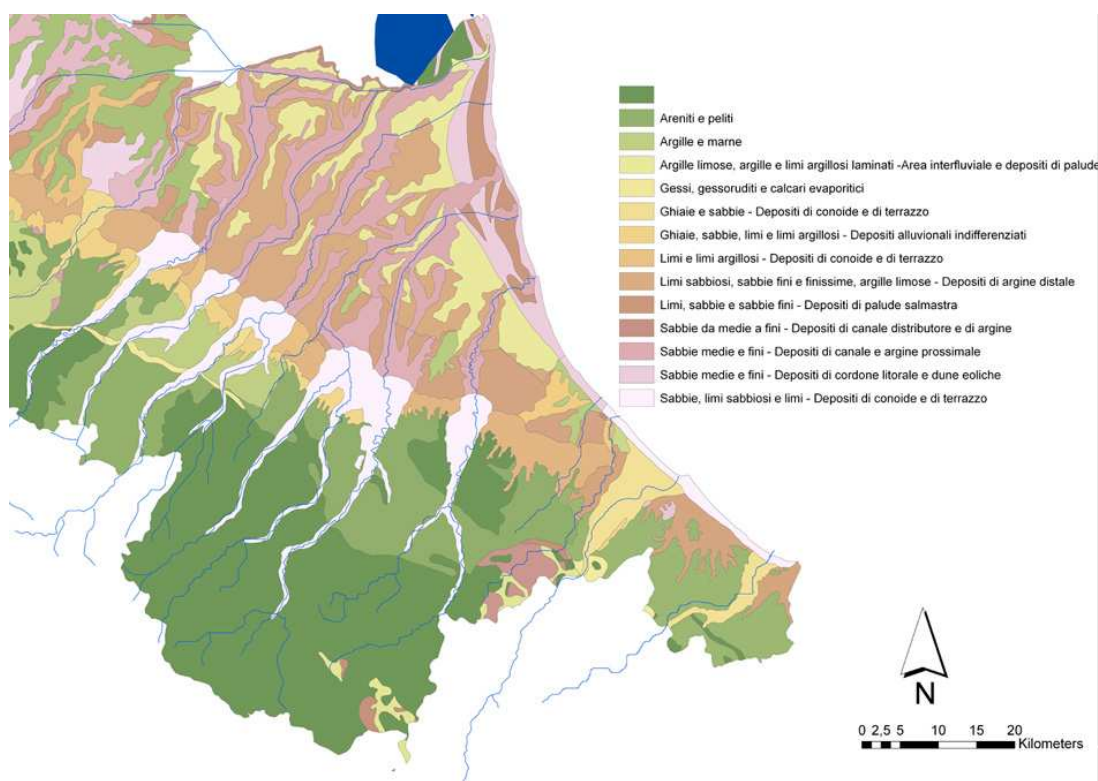 Areniti e peliti
Argille e marne
Argille limose, argille e limi argillosi laminati -Area interfluviale e depositi di palude
Gessi, gessoruditi e calcari evaporitici
Ghiaie e sabbie - Depositi di conoide e di terrazzo
Ghiaie, sabbie, limi e limi argillosi - Depositi alluvionali indifferenziati
Limi e limi argillosi - Depositi di conoide e di terrazzo
Limi sabbiosi, sabbie fini e finissime, argille limose - Depositi di argine distale
Limi, sabbie e sabbie fini - Depositi di palude salmastra
Sabbie da medie a fini - Depositi di canale distributore e di argine
Sabbie medie e fini - Depositi di canale e argine prossimale
Sabbie medie e fini - Depositi di cordone litorale e dune eoliche
Sabbie, limi sabbiosi e limi - Depositi di conoide e di terrazzo
N
0 2,5 5 10 15 20
Kilometers